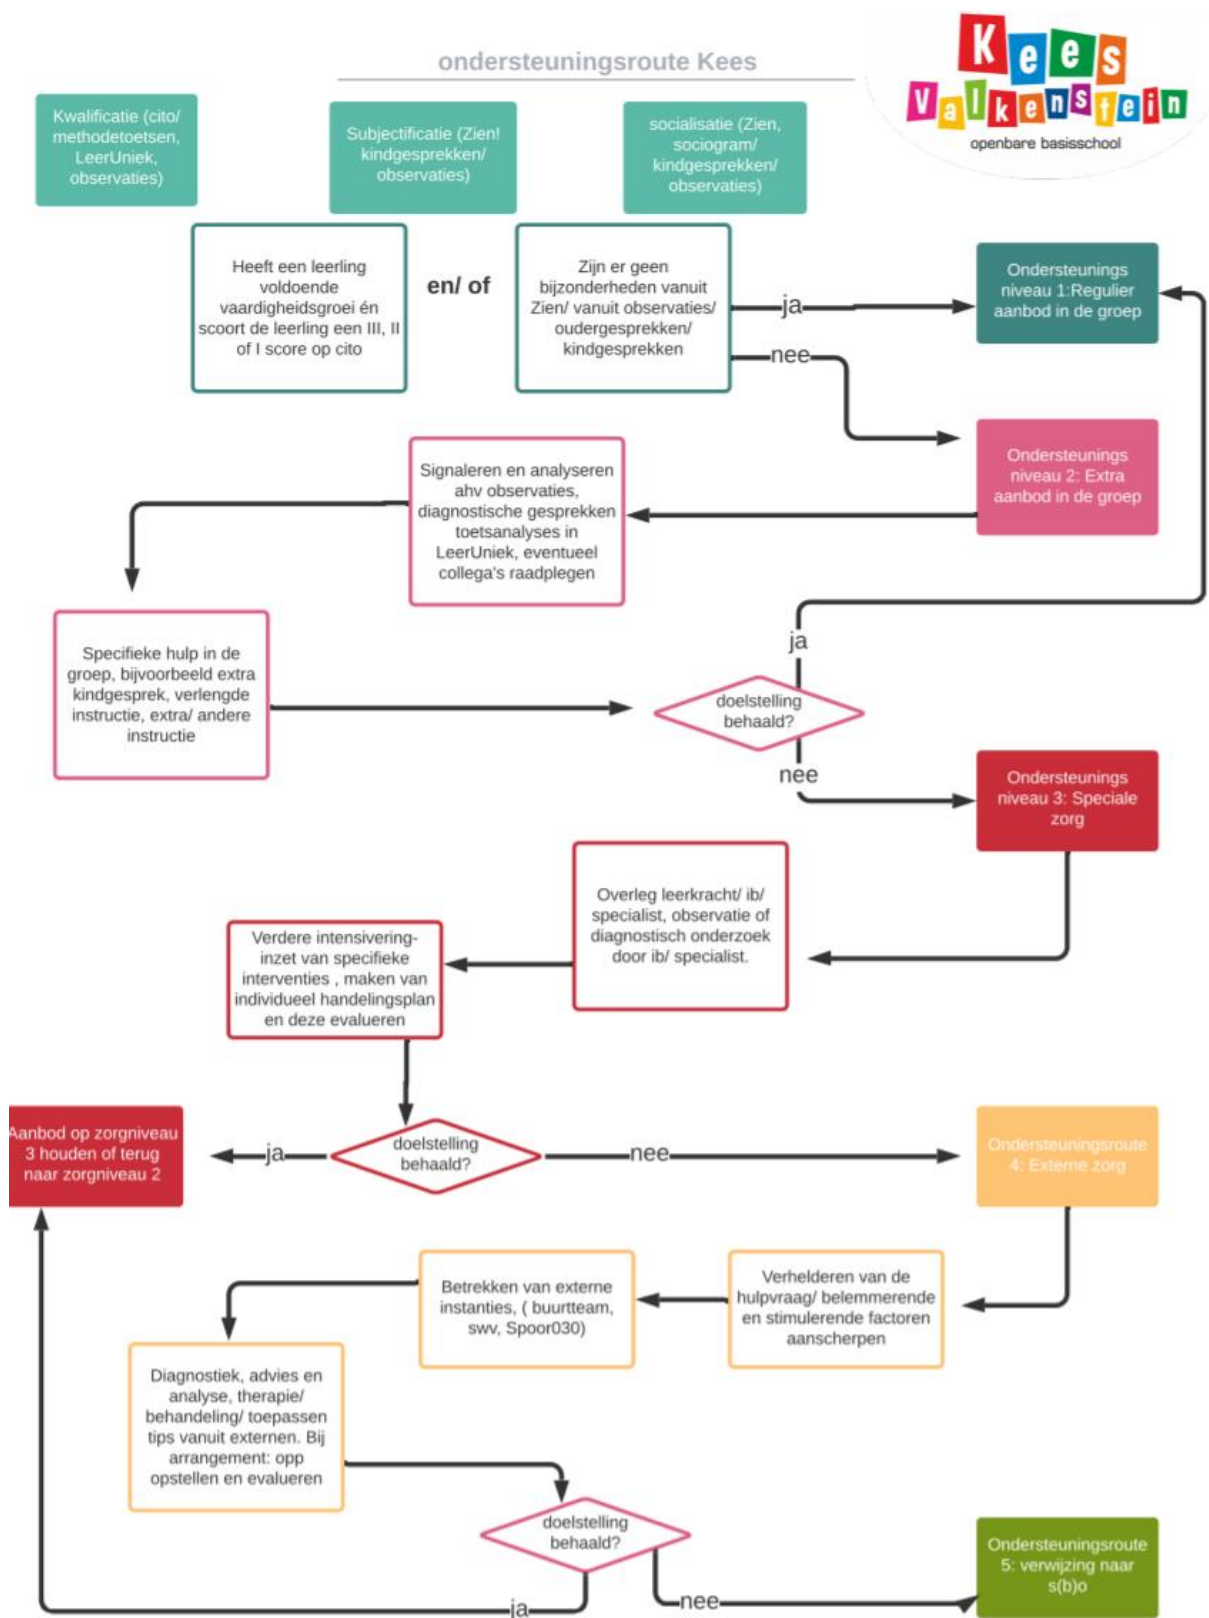 ondersteuningsroute Kees
Kees
Valkenstein
openbare basisschool
Kwalificatie (cito/
methodetoetsen,
LeerUniek,
observaties)
Subjectificatie (Zien!
kindgesprekken/
observaties)
socialisatie (Zien,
sociogram/
kindgesprekken/
observaties)
Heeft een leerling
voldoende
vaardigheidsgroei én
scoort de leerling een III, II
of I score op cito
en/ of
Zijn er geen
bijzonderheden vanuit
Zien/ vanuit observaties/
oudergesprekken/
kindgesprekken
ja
nee
Ondersteunings
niveau 1:Regulier
aanbod in de groep
Ondersteunings
niveau 2: Extra
aanbod in de groep
Signaleren en analyseren
ahv observaties,
diagnostische gesprekken
toetsanalyses in
LeerUniek, eventueel
collega's raadplegen
Specifieke hulp in de
groep, bijvoorbeeld extra
kindgesprek, verlengde
instructie, extra/ andere
instructie
ja
doelstelling
behaald?
nee
Ondersteunings
niveau 3: Speciale
zorg
Overleg leerkracht/ ib/
specialist, observatie of
diagnostisch onderzoek
door ib/ specialist.
Verdere intensivering-
inzet van specifieke
interventies , maken van
individueel handelingsplan
en deze evalueren
Aanbod op zorgniveau
3 houden of terug
naar zorgniveau 2
ja
doelstelling
behaald?
nee
Ondersteuningsroute
4: Externe zorg
Verhelderen van de
hulpvraag/ belemmerende
en stimulerende factoren
aanscherpen
Betrekken van externe
instanties, ( buurtteam,
swv, Spoor030)
Diagnostiek, advies en
analyse, therapie/
behandeling/ toepassen
tips vanuit externen. Bij
arrangement: opp
opstellen en evalueren
doelstelling
behaald?
ja
nee
Ondersteuningsroute
5: verwijzing naar
s(b)o